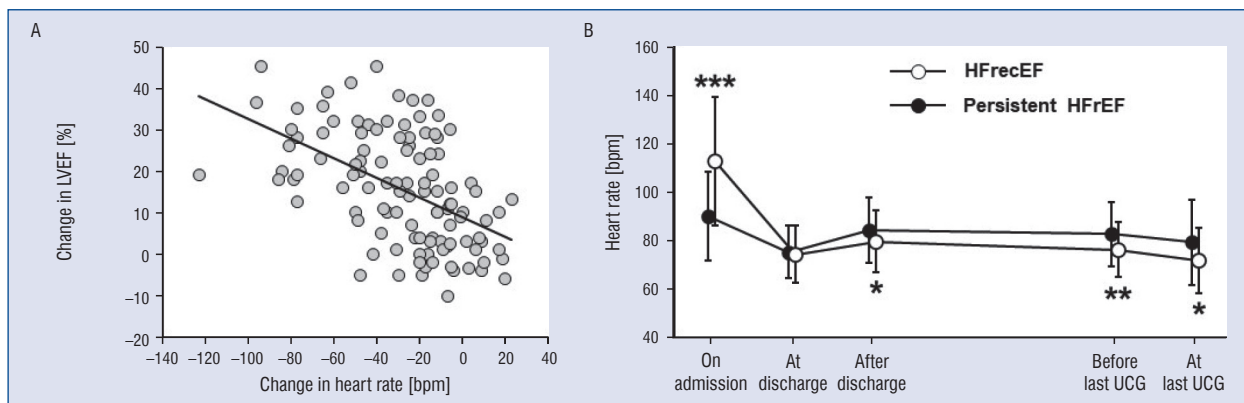 A
50
40
30
20
10
0
−10
−20
Change in LVEF [%]
−140 −120 −100 −80 −60 −40 −20 0 20 40
Change in heart rate [bpm]
B
160
140
120
100
80
60
40
Heart rate [bpm]
HFrecEF
Persistent HFrEF
***
*
**
*
On
admission
At
discharge
After
discharge
Before
last UCG
At
last UCG